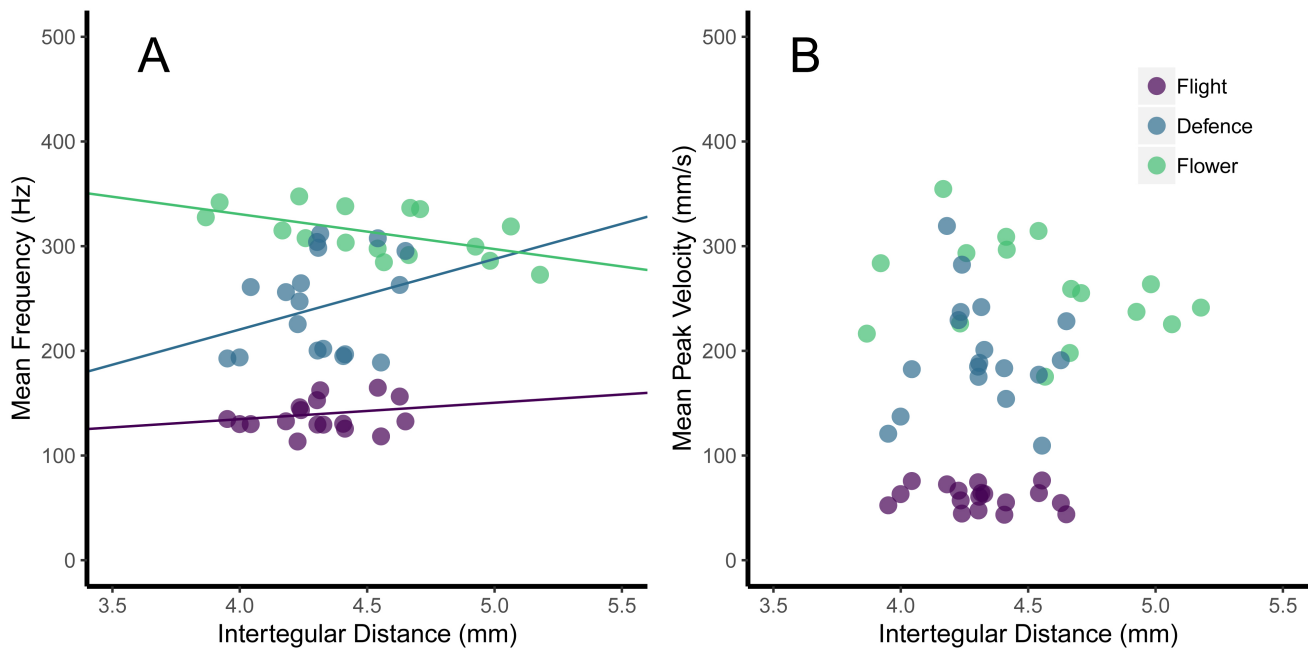 A
Mean Frequency (Hz)
500
400
300
200
100
0
3.5 4.0 4.5 5.0 5.5
Intertegular Distance (mm)
B
Mean Peak Velocity (mm/s)
500
400
300
200
100
0
3.5 4.0 4.5 5.0 5.5
Intertegular Distance (mm)
Flight
Defence
Flower